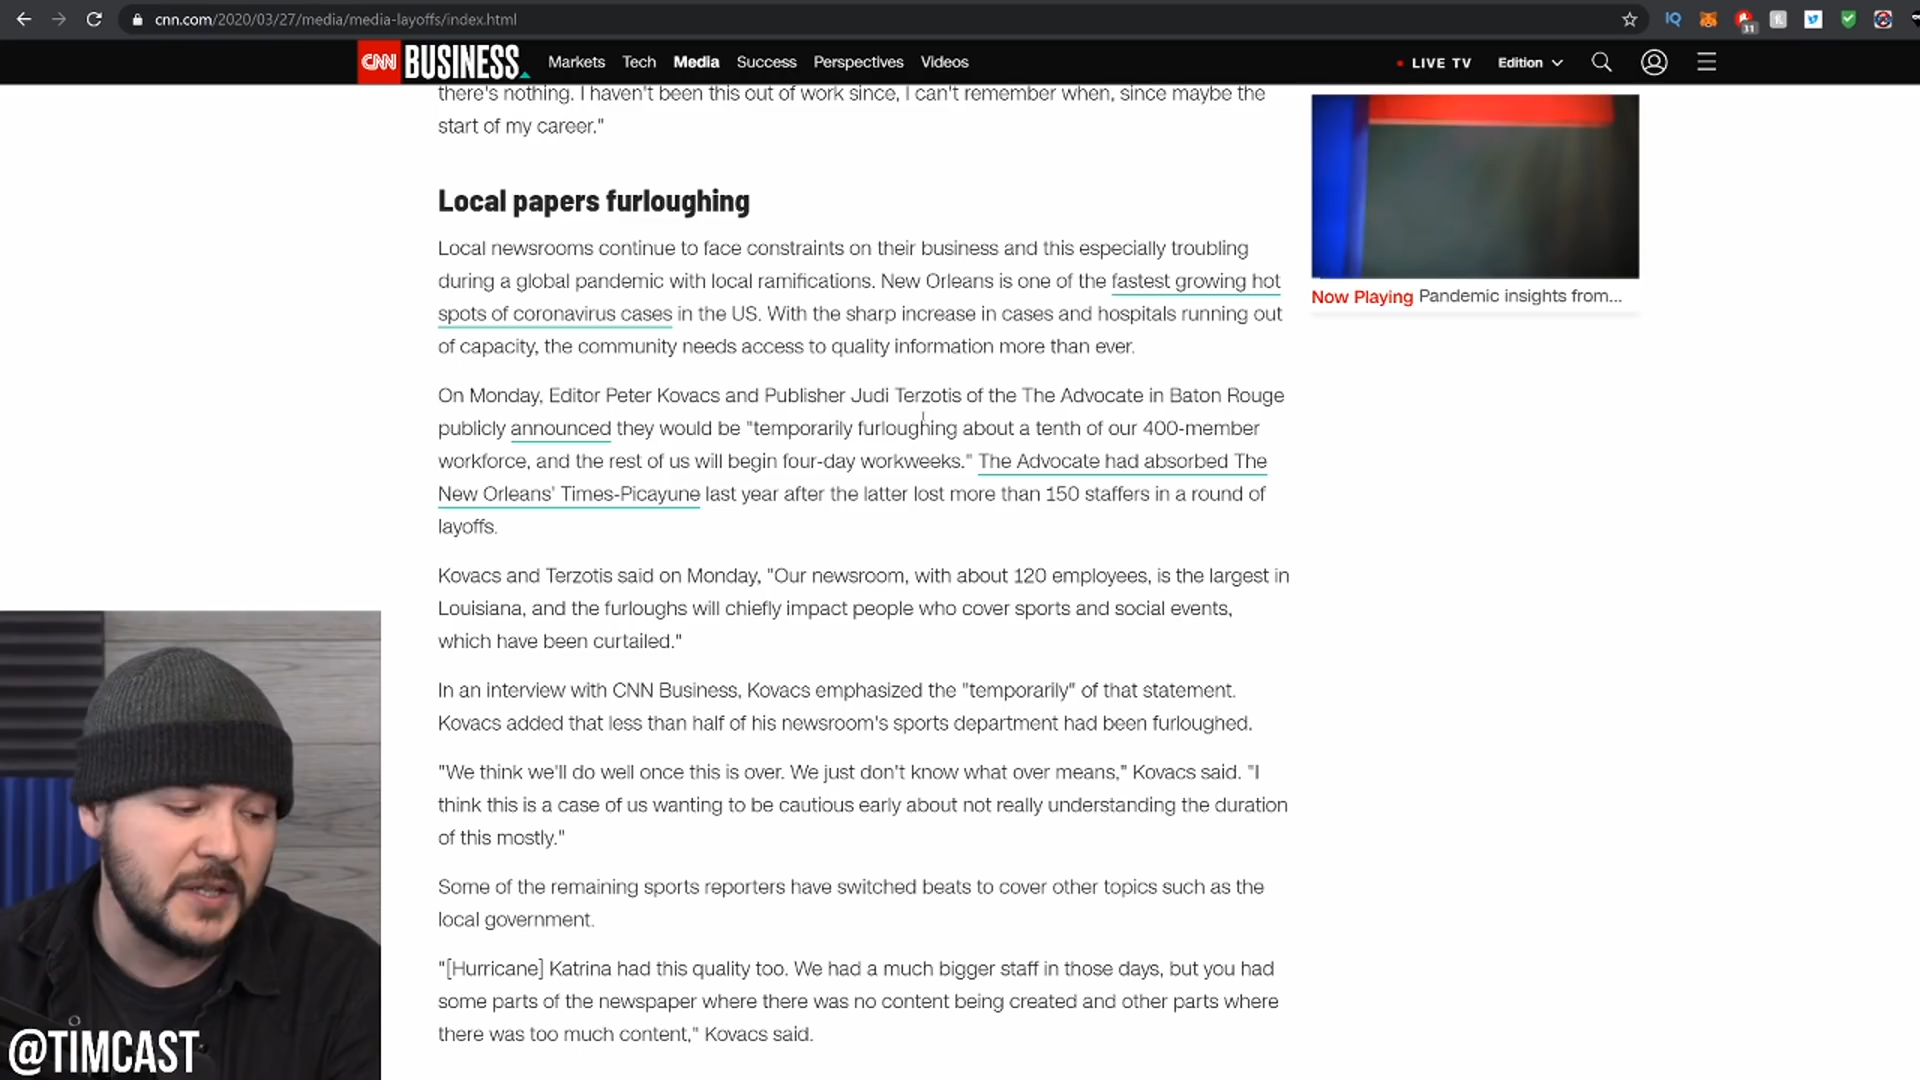 cnn.com/2020/03/27/media/media-layoffs/index.html
CNN BUSINESS Markets Tech Media Success Perspectives Videos LIVE TV Edition
there's nothing. I haven't been this out of work since, I can't remember when, since maybe the
start of my career."
Local papers furloughing
Local newsrooms continue to face constraints on their business and this especially troubling
during a global pandemic with local ramifications. New Orleans is one of the fastest growing hot
spots of coronavirus cases in the US. With the sharp increase in cases and hospitals running out
of capacity, the community needs access to quality information more than ever.
On Monday, Editor Peter Kovacs and Publisher Judi Terzotis of the The Advocate in Baton Rouge
publicly announced they would be "temporarily furloughing about a tenth of our 400-member
workforce, and the rest of us will begin four-day workweeks." The Advocate had absorbed The
New Orleans' Times-Picayune last year after the latter lost more than 150 staffers in a round of
layoffs.
Kovacs and Terzotis said on Monday, "Our newsroom, with about 120 employees, is the largest in
Louisiana, and the furloughs will chiefly impact people who cover sports and social events,
which have been curtailed."
In an interview with CNN Business, Kovacs emphasized the "temporarily" of that statement.
Kovacs added that less than half of his newsroom's sports department had been furloughed.
"We think we'll do well once this is over. We just don't know what over means," Kovacs said. "I
think this is a case of us wanting to be cautious early about not really understanding the duration
of this mostly."
Some of the remaining sports reporters have switched beats to cover other topics such as the
local government.
"[Hurricane] Katrina had this quality too. We had a much bigger staff in those days, but you had
some parts of the newspaper where there was no content being created and other parts where
there was too much content," Kovacs said.
Now Playing Pandemic insights from...
IQ
31
@TIMCAST